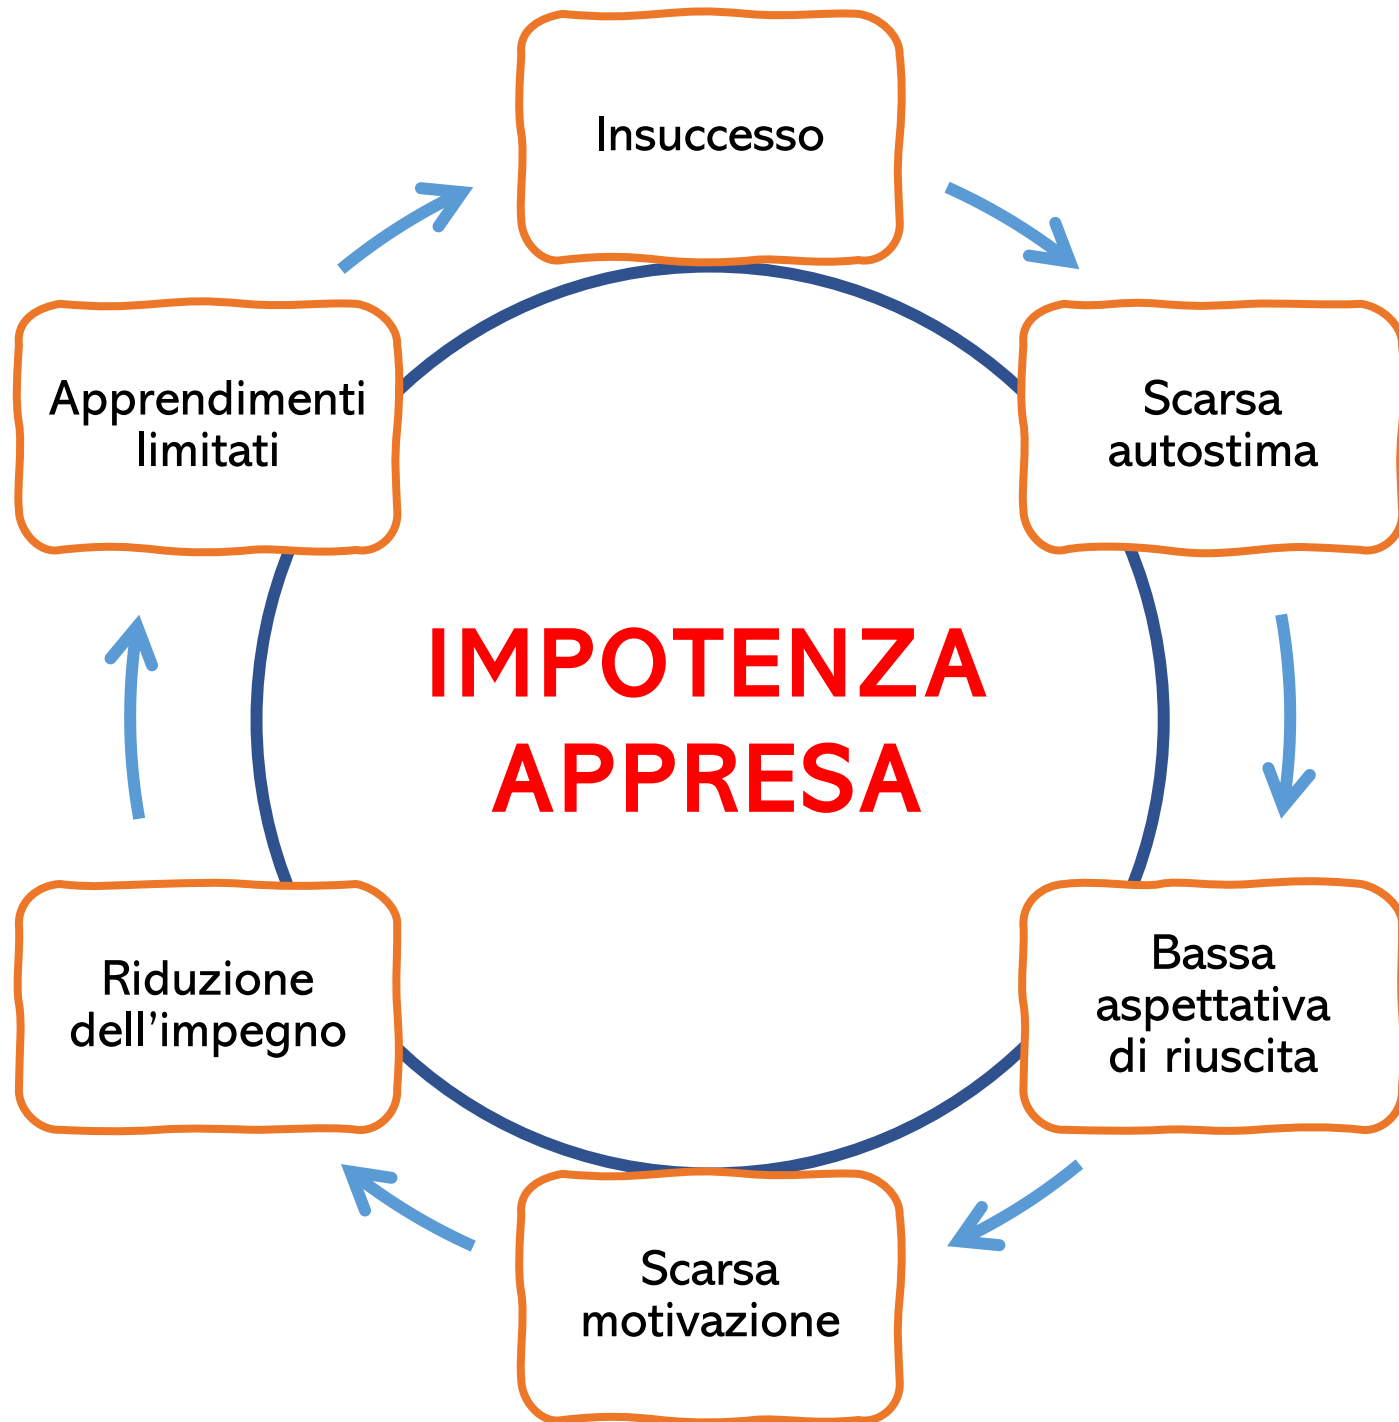 Insuccesso
Scarsa
autostima
Bassa
aspettativa
di riuscita
Scarsa
motivazione
Riduzione
dell’impegno
Apprendimenti
limitati
IMPOTENZA
APPRESA